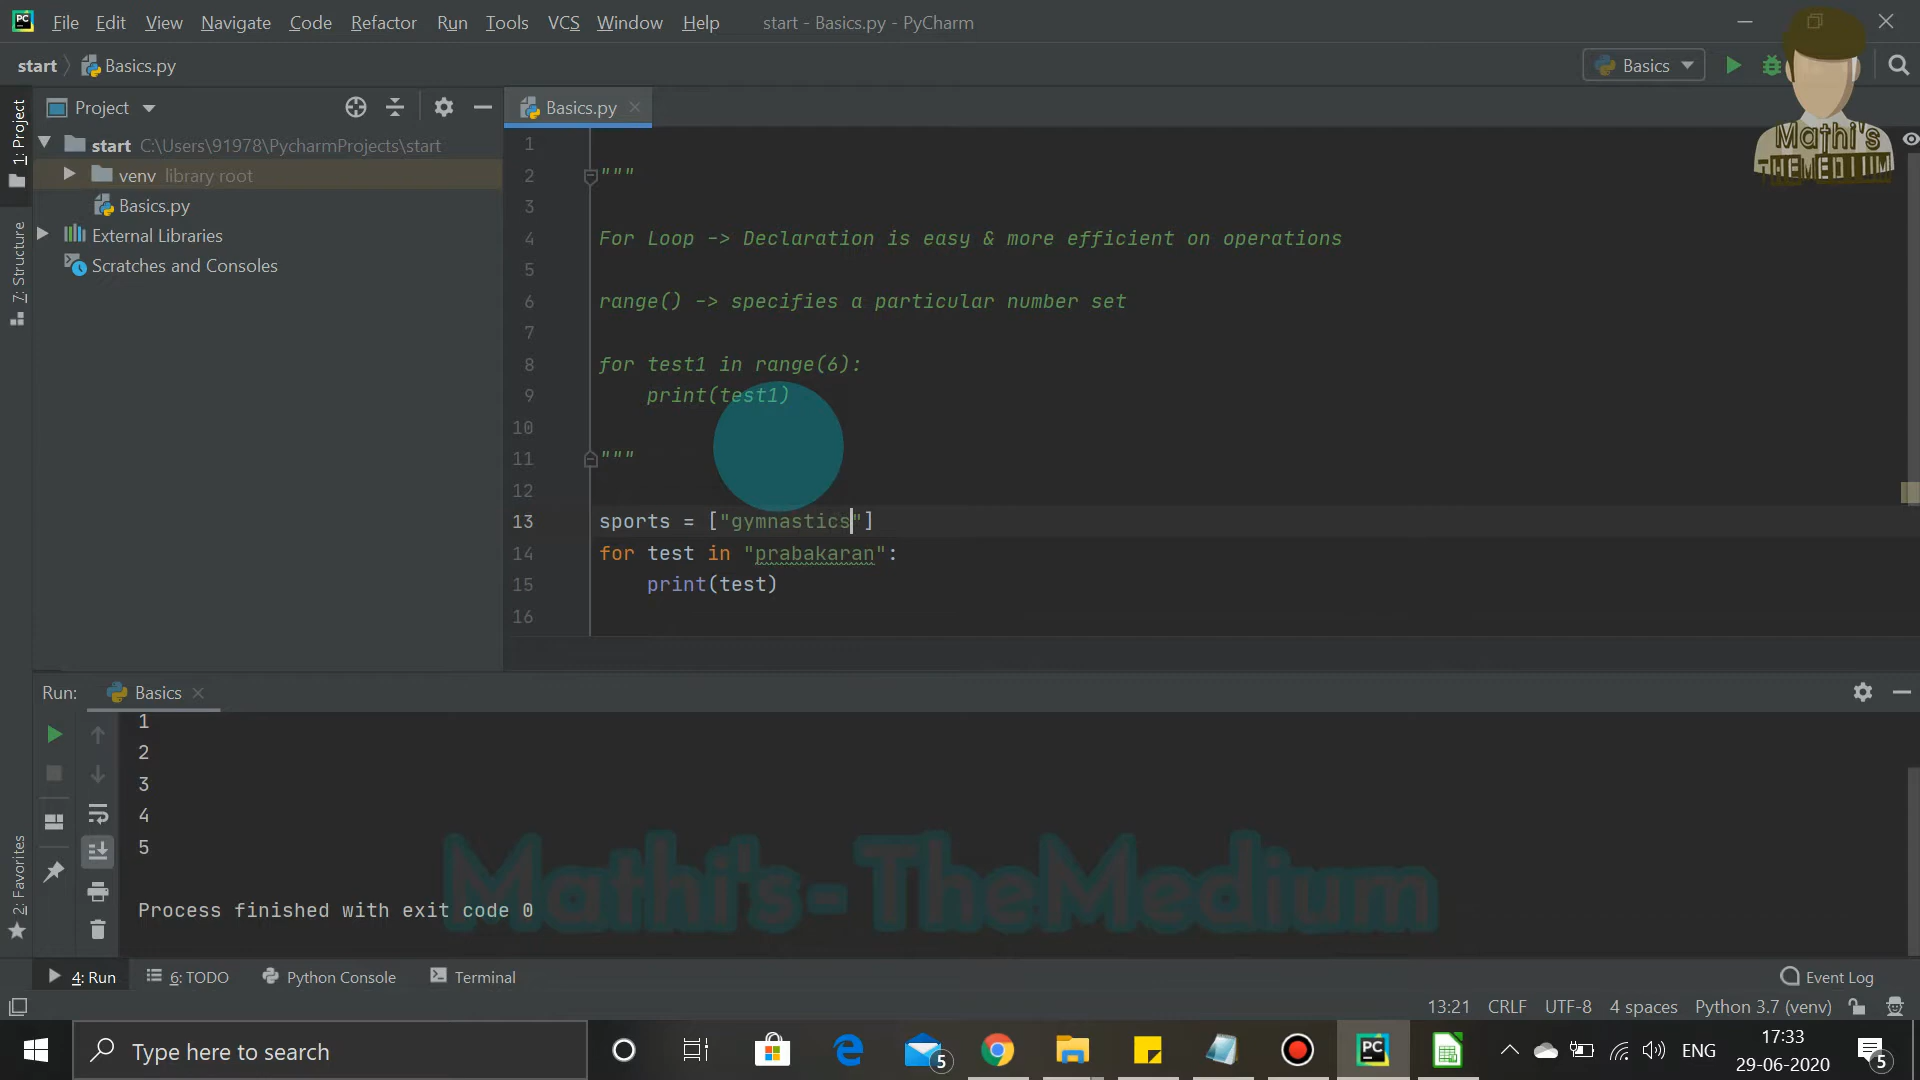 File Edit View Navigate Code Refactor Run Tools VCS Window Help start - Basics.py - PyCharm
start Basics.py Basics
Mathi's
THEMEDIUM
1: Project
7: Structure
2: Favorites
Project
start C:\Users\91978\PycharmProjects\start
venv library root
Basics.py
External Libraries
Scratches and Consoles
Basics.py
1
2 """
3
4 For Loop -> Declaration is easy & more efficient on operations
5
6 range() -> specifies a particular number set
7
8 for test1 in range(6):
9 print(test1)
10
11 """
12
13 sports = ["gymnastics"]
14 for test in "prabakaran":
15 print(test)
16
Run: Basics
1
2
3
4
5
Process finished with exit code 0
Mathi's - TheMedium
4: Run 6: TODO Python Console Terminal Event Log
13:21 CRLF UTF-8 4 spaces Python 3.7 (venv)
Type here to search 5 PC ENG 17:33
29-06-2020 5